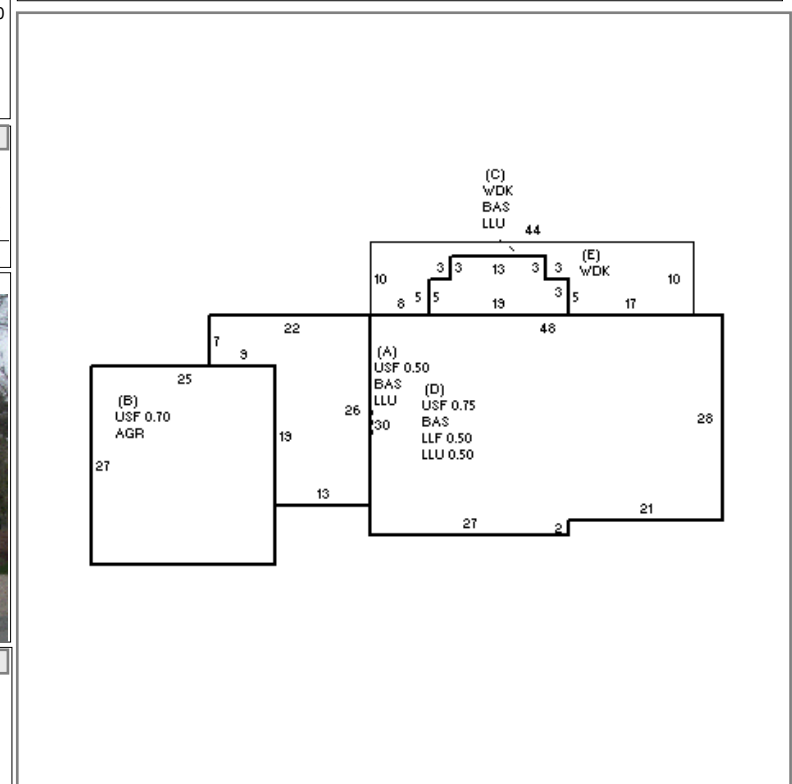 (C)
WDK
BAS
LLU
44
(E)
WDK
3
3
13
3
3
10
10
8
5
5
19
3
5
17
22
48
7
9
(A)
USF 0.50
BAS
LLU
30
25
(B)
USF 0.70
AGR
(D)
USF 0.75
BAS
LLF 0.50
LLU 0.50
26
28
19
27
13
21
27
2